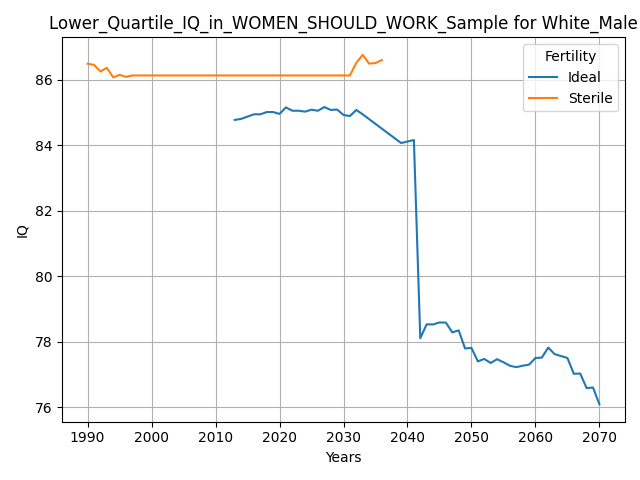 Lower_Quartile_IQ_in_WOMEN_SHOULD_WORK_Sample for White_Male
Fertility
Ideal
Sterile
86
84
82
80
78
76
IQ
1990 2000 2010 2020 2030 2040 2050 2060 2070
Years